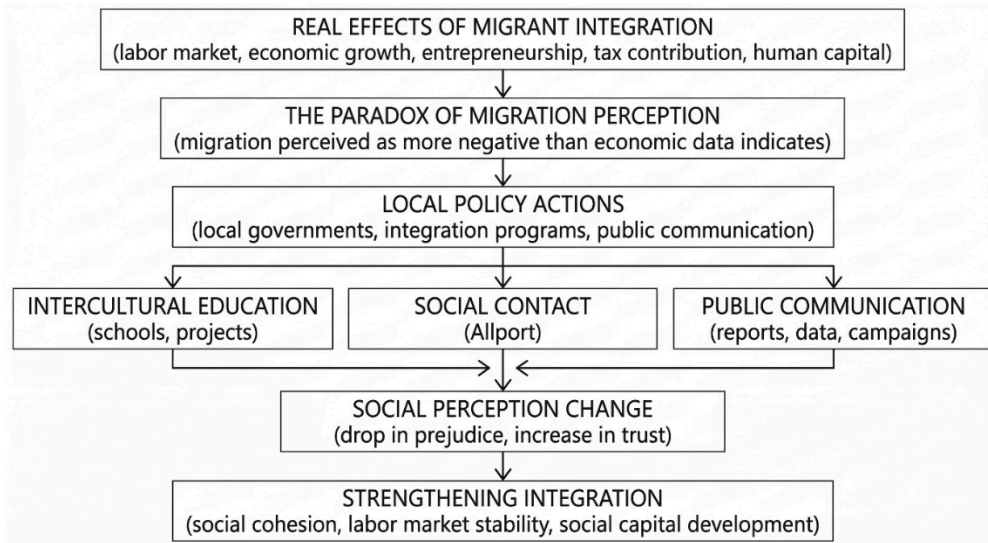 REAL EFFECTS OF MIGRANT INTEGRATION
(labor market, economic growth, entrepreneurship, tax contribution, human capital)
THE PARADOX OF MIGRATION PERCEPTION
(migration perceived as more negative than economic data indicates)
LOCAL POLICY ACTIONS
(local governments, integration programs, public communication)
INTERCULTURAL EDUCATION
(schools, projects)
SOCIAL CONTACT
(Allport)
PUBLIC COMMUNICATION
(reports, data, campaigns)
SOCIAL PERCEPTION CHANGE
(drop in prejudice, increase in trust)
STRENGTHENING INTEGRATION
(social cohesion, labor market stability, social capital development)